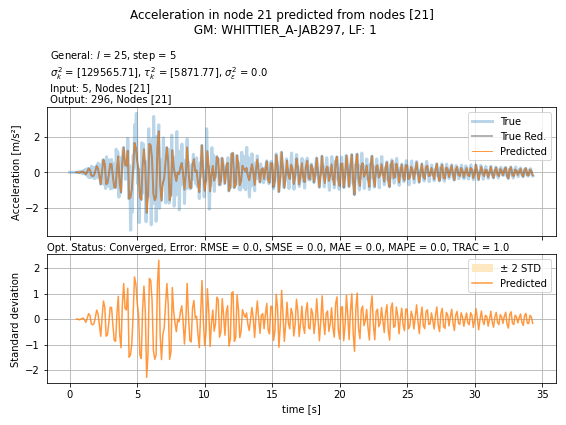 Acceleration in node 21 predicted from nodes [21]
GM: WHITTIER_A-JAB297, LF: 1
General: l = 25, step = 5
σ²ₖ = [129565.71], τ²ₖ = [5871.77], σ²ε = 0.0
Input: 5, Nodes [21]
Output: 296, Nodes [21]
True
True Red.
Predicted
Acceleration [m/s²]
2
0
−2
Opt. Status: Converged, Error: RMSE = 0.0, SMSE = 0.0, MAE = 0.0, MAPE = 0.0, TRAC = 1.0
± 2 STD
Predicted
Standard deviation
2
1
0
−1
−2
0 5 10 15 20 25 30 35
time [s]